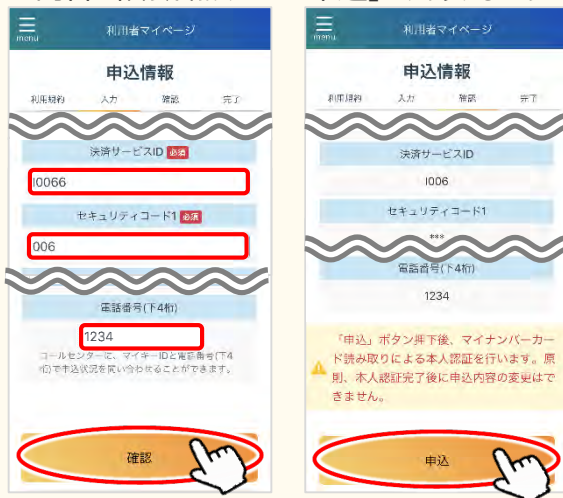 menu
利用者マイページ
申込情報
利用規約 入力 確認 完了
決済サービスID 必須
I0066
セキュリティコード1 必須
006
電話番号(下4桁)
1234
コールセンターに、マイキーIDと電話番号(下4
桁)で申込状況を問い合わせることができます。
確認
menu
利用者マイページ
申込情報
利用規約 入力 確認 完了
決済サービスID
I006
セキュリティコード1
***
電話番号(下4桁)
1234
「申込」ボタン押下後、マイナンバーカー
ド読み取りによる本人認証を行います。原
則、本人認証完了後に申込内容の変更はで
きません。
申込